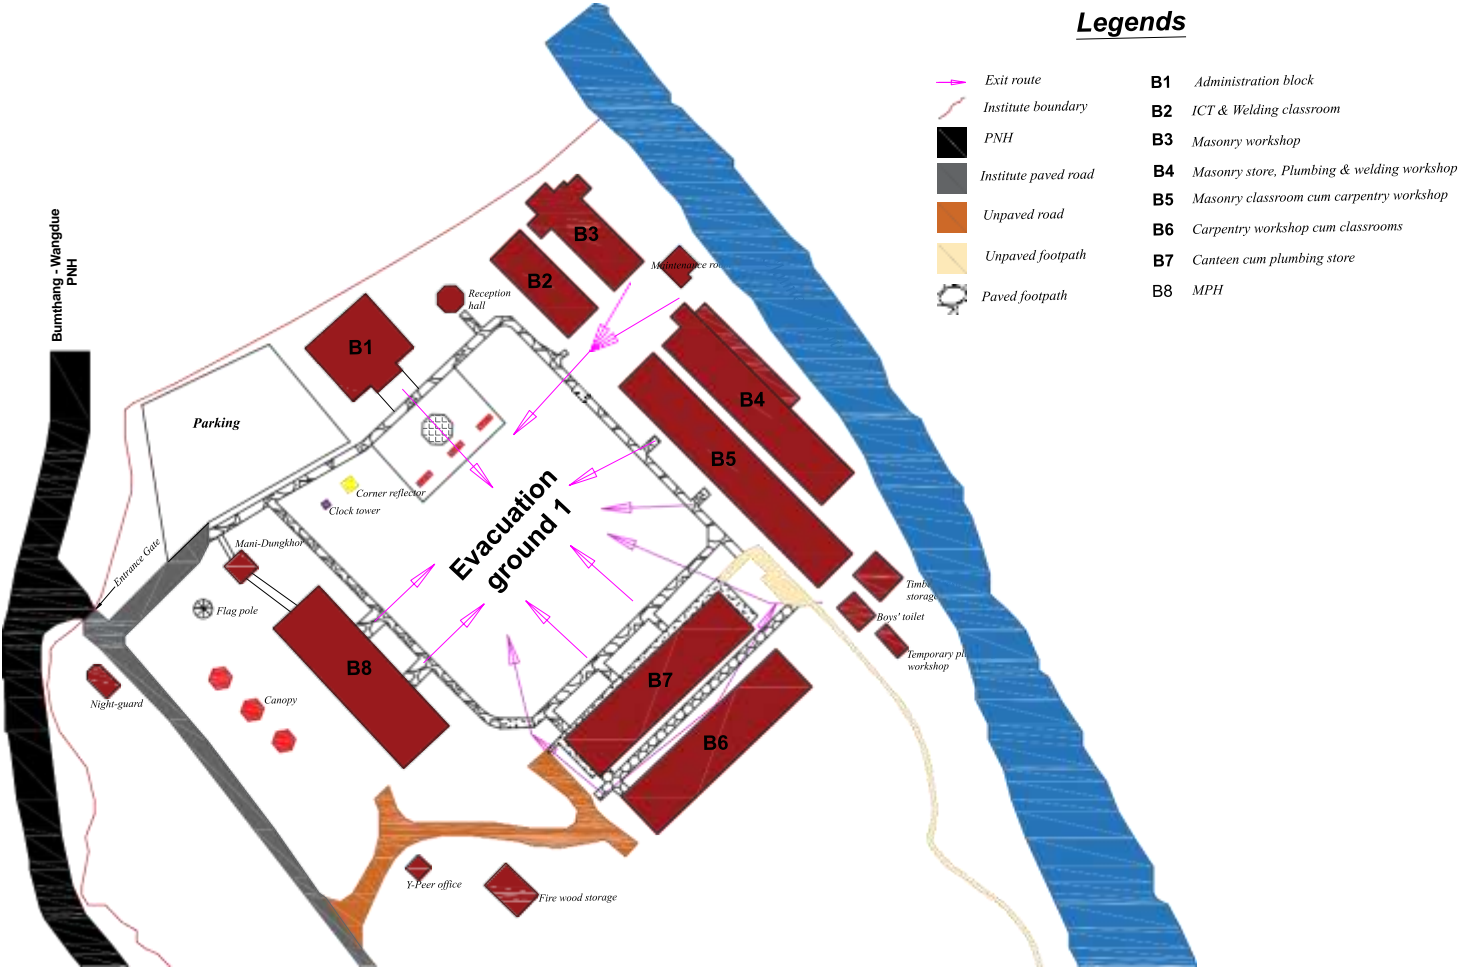 Legends
Exit route
Institute boundary
PNH
Institute paved road
Unpaved road
Unpaved footpath
Paved footpath
B1 Administration block
B2 ICT & Welding classroom
B3 Masonry workshop
B4 Masonry store, Plumbing & welding workshop
B5 Masonry classroom cum carpentry workshop
B6 Carpentry workshop cum classrooms
B7 Canteen cum plumbing store
B8 MPH
Bumthang - Wangdue
PNH
B3
Maintenance
B2
Reception
hall
B1
Parking
B4
B5
Corner reflector
Clock tower
Evacuation
ground 1
Mani-Dungkhor
Entrance Gate
Flag pole
storage
Boys' toilet
Temporary
workshop
B8
B7
Night-guard
Canopy
B6
Y-Peer office
Fire wood storage